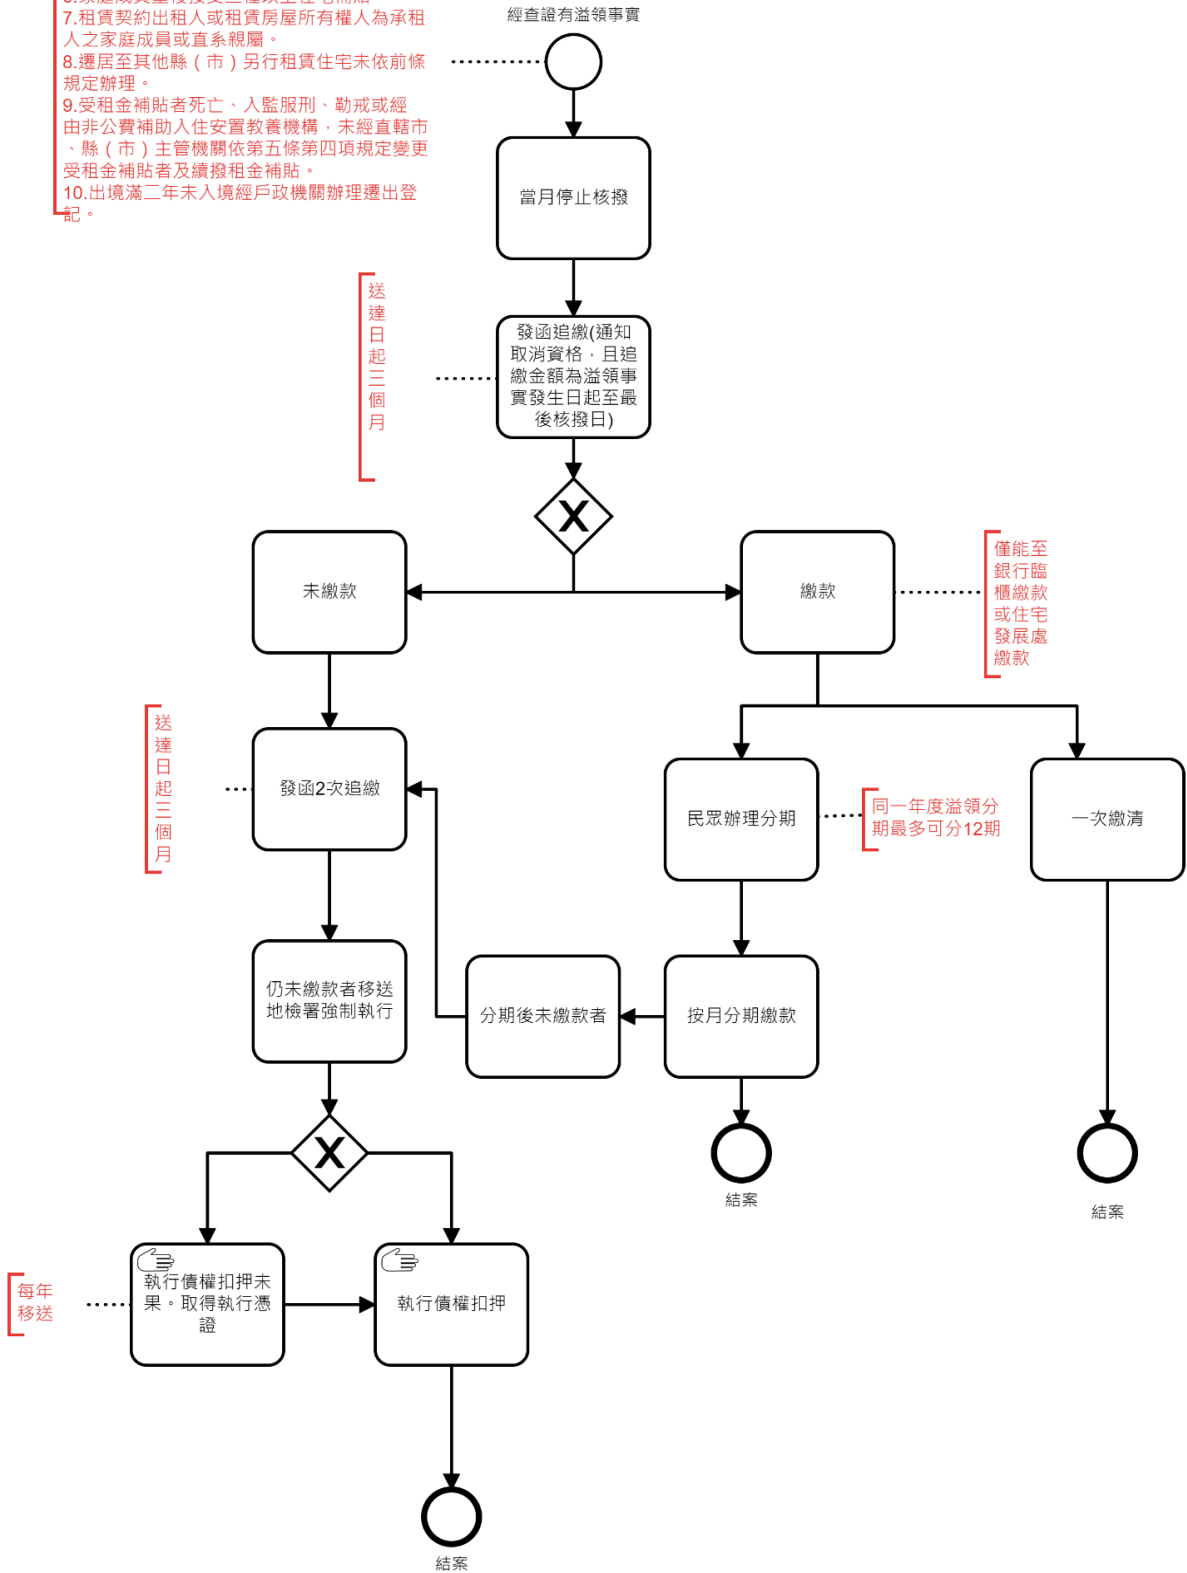 經查證有溢領事實
7.租賃契約出租人或租賃房屋所有權人為承租
人之家庭成員或直系親屬。
8.遷居至其他縣（市）另行租賃住宅未依前條
規定辦理。
9.受租金補貼者死亡、入監服刑、勒戒或經
由非公費補助入住安置教養機構，未經直轄市
、縣（市）主管機關依第五條第四項規定變更
受租金補貼者及續撥租金補貼。
10.出境滿二年未入境經戶政機關辦理遷出登
記。
當月停止核撥
送
達
日
起
三
個
月
發函追繳(通知
取消資格，且追
繳金額為溢領事
實發生日起至最
後核撥日)
X
未繳款
繳款
僅能至
銀行臨
櫃繳款
或住宅
發展處
繳款
送
達
日
起
三
個
月
發函2次追繳
民眾辦理分期
同一年度溢領分
期最多可分12期
一次繳清
仍未繳款者移送
地檢署強制執行
分期後未繳款者
按月分期繳款
X
結案
結案
每年
移送
執行債權扣押未
果。取得執行憑
證
執行債權扣押
結案